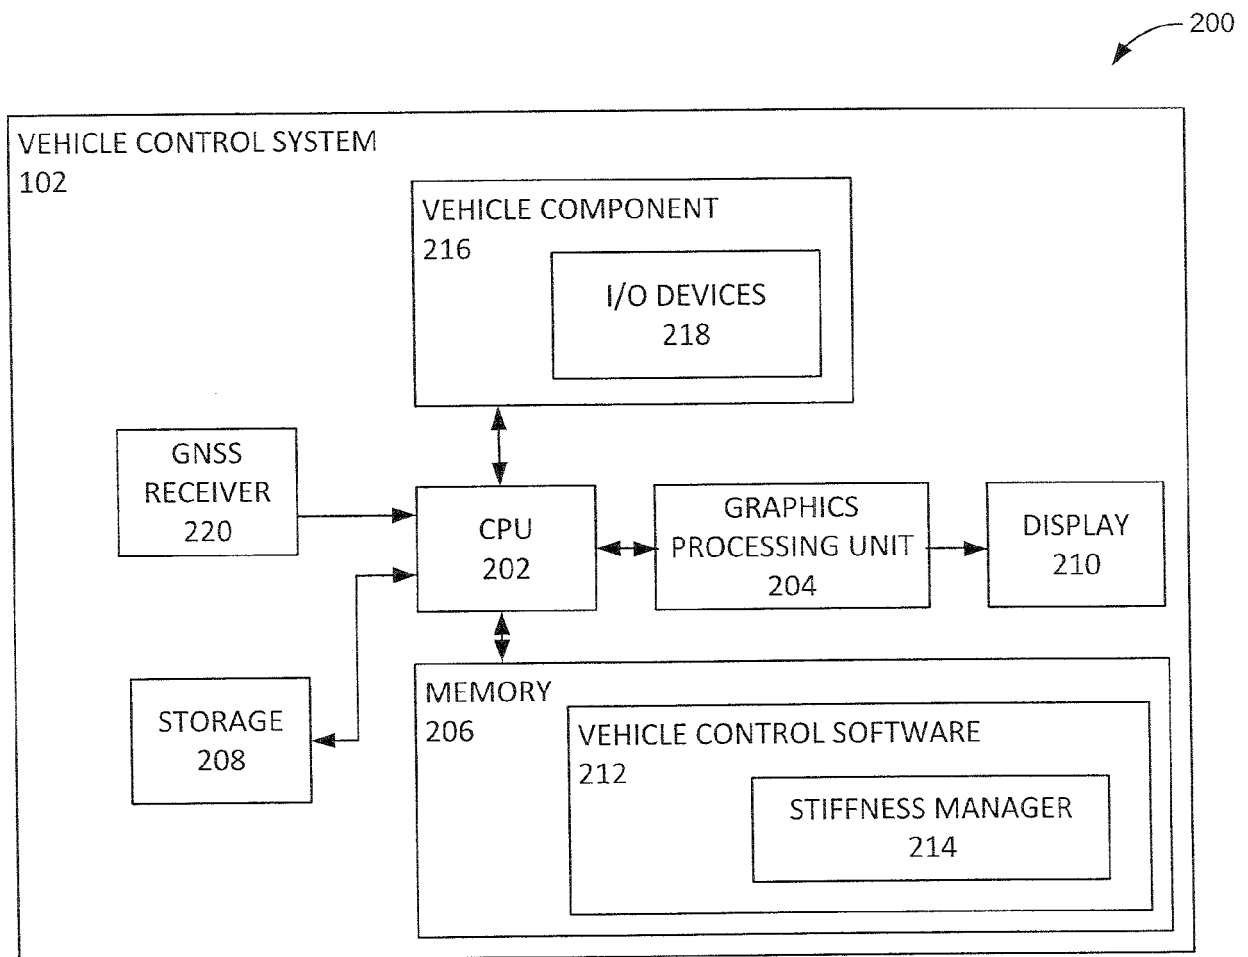 200
VEHICLE CONTROL SYSTEM
102
VEHICLE COMPONENT
216
I/O DEVICES
218
GNSS
RECEIVER
220
CPU
202
GRAPHICS
PROCESSING UNIT
204
DISPLAY
210
STORAGE
208
MEMORY
206
VEHICLE CONTROL SOFTWARE
212
STIFFNESS MANAGER
214